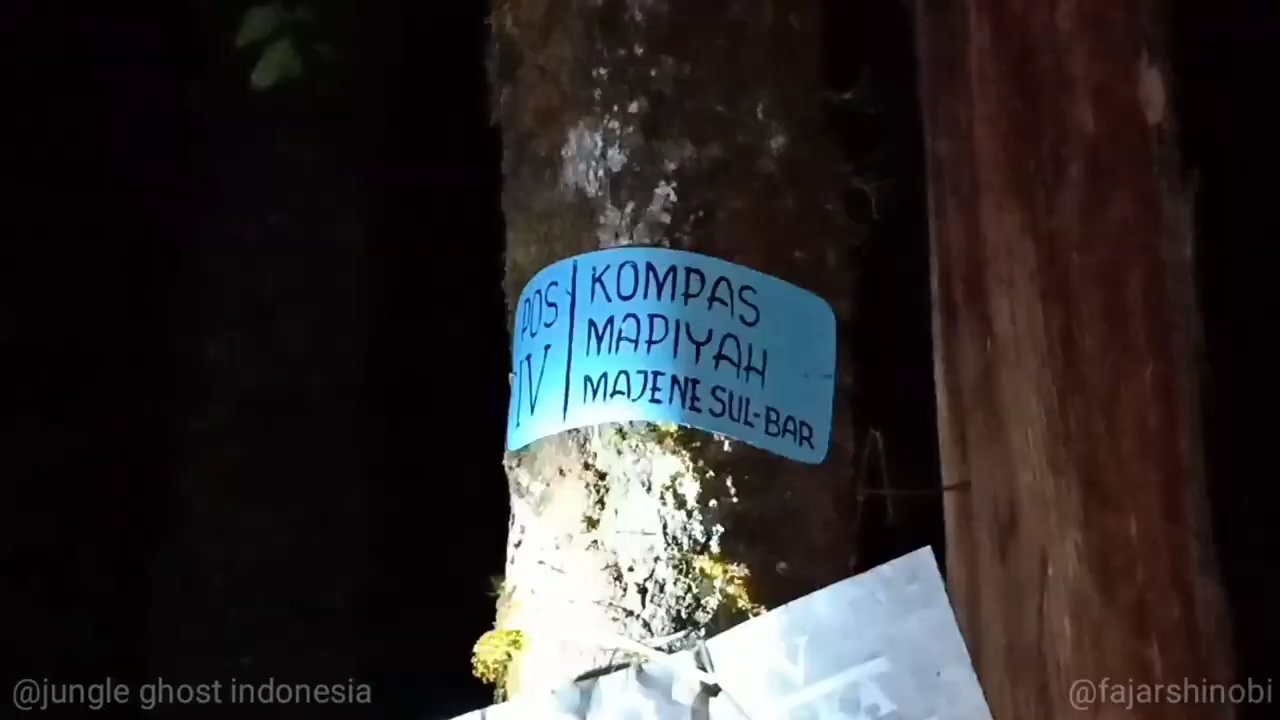 POS
IV
KOMPAS
MAPIYAH
MAJENE SUL-BAR
@jungle ghost indonesia
@fajarshinobi